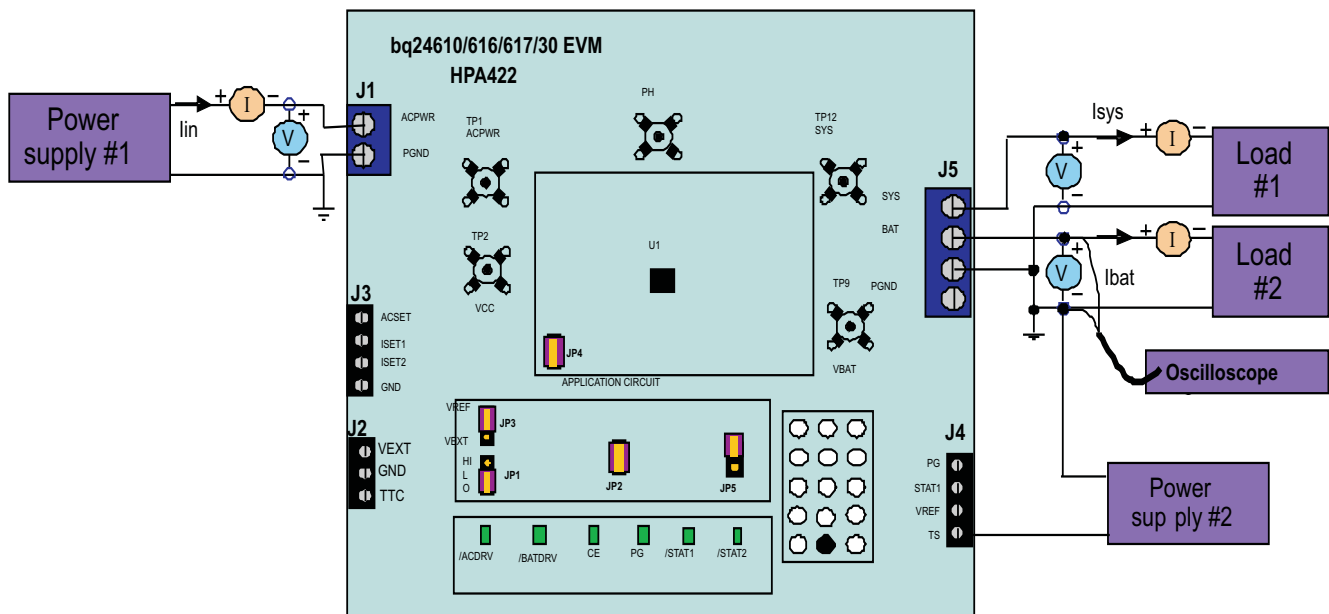 bq24610/616/617/30 EVM
HPA422
Power
supply #1
Iin
+
I
−
+
V
−
J1
ACPWR
PGND
TP1
ACPWR
PH
TP12
SYS
TP2
VCC
U1
JP4
APPLICATION CIRCUIT
SYS
BAT
J5
TP9
PGND
VBAT
Isys
+
I
−
+
V
−
Load
#1
+
I
−
+
V
−
Ibat
Load
#2
Oscilloscope
J3
ACSET
ISET1
ISET2
GND
J2
VEXT
GND
TTC
VREF
JP3
VEXT
HI
L
O
JP1
JP2
JP5
/ACDRV
/BATDRV
CE
PG
/STAT1
/STAT2
J4
PG
STAT1
VREF
TS
Power
sup ply #2